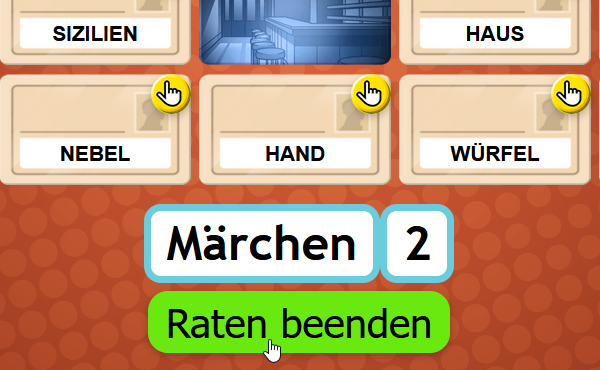 SIZILIEN
HAUS
NEBEL
HAND
WÜRFEL
Märchen 2
Raten beenden